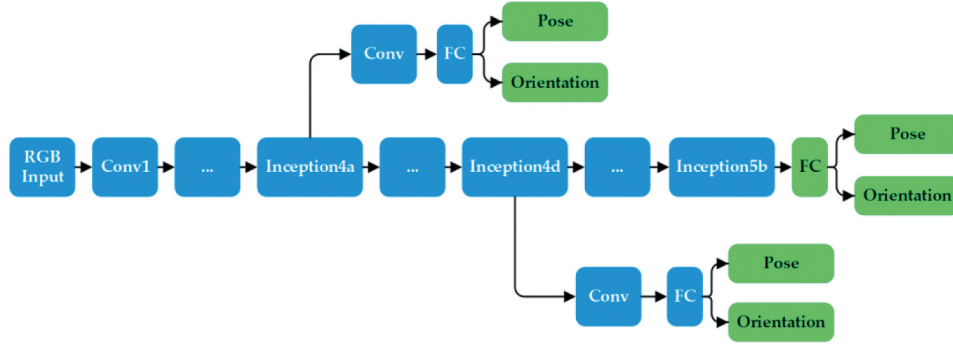 Pose
Conv
FC
Orientation
RGB
Input
Conv1
...
Inception4a
...
Inception4d
...
Inception5b
FC
Pose
Orientation
Conv
FC
Pose
Orientation